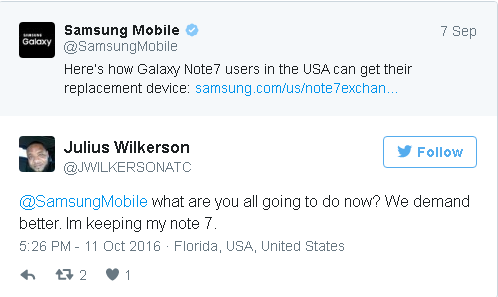 SAMSUNG
Galaxy
Samsung Mobile
@SamsungMobile
7 Sep
Here's how Galaxy Note7 users in the USA can get their
replacement device: samsung.com/us/note7exchan...
Julius Wilkerson
@JWILKERSONATC
Follow
@SamsungMobile what are you all going to do now? We demand
better. Im keeping my note 7.
5:26 PM - 11 Oct 2016 · Florida, USA, United States
2
1